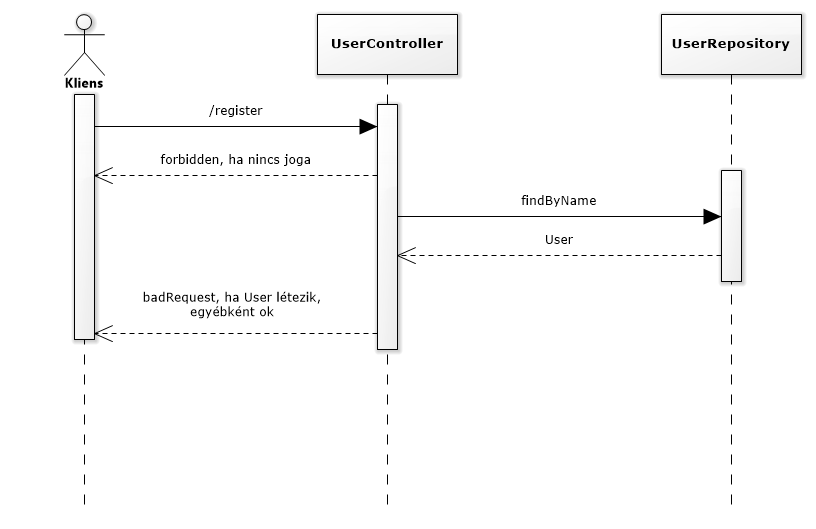 Kliens
UserController
UserRepository
/register
forbidden, ha nincs joga
findByName
User
badRequest, ha User létezik,
egyébként ok